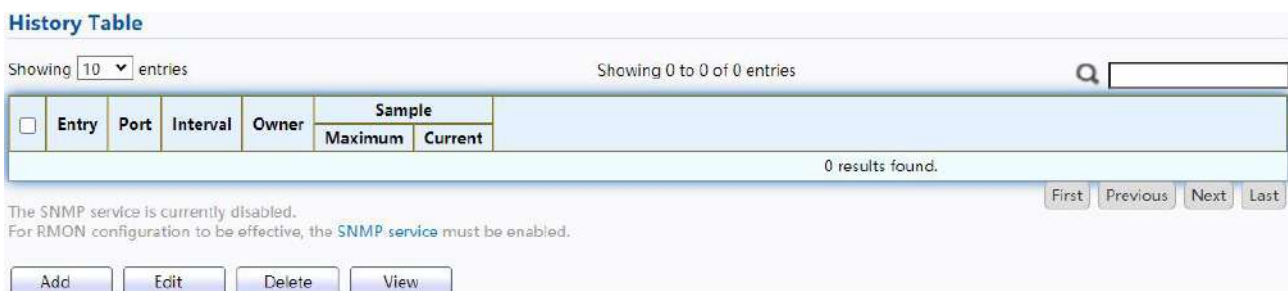 History Table
Showing 10 entries
Showing 0 to 0 of 0 entries
Entry Port Interval Owner Sample
Maximum Current
0 results found.
First Previous Next Last
The SNMP service is currently disabled.
For RMON configuration to be effective, the SNMP service must be enabled.
Add Edit Delete View